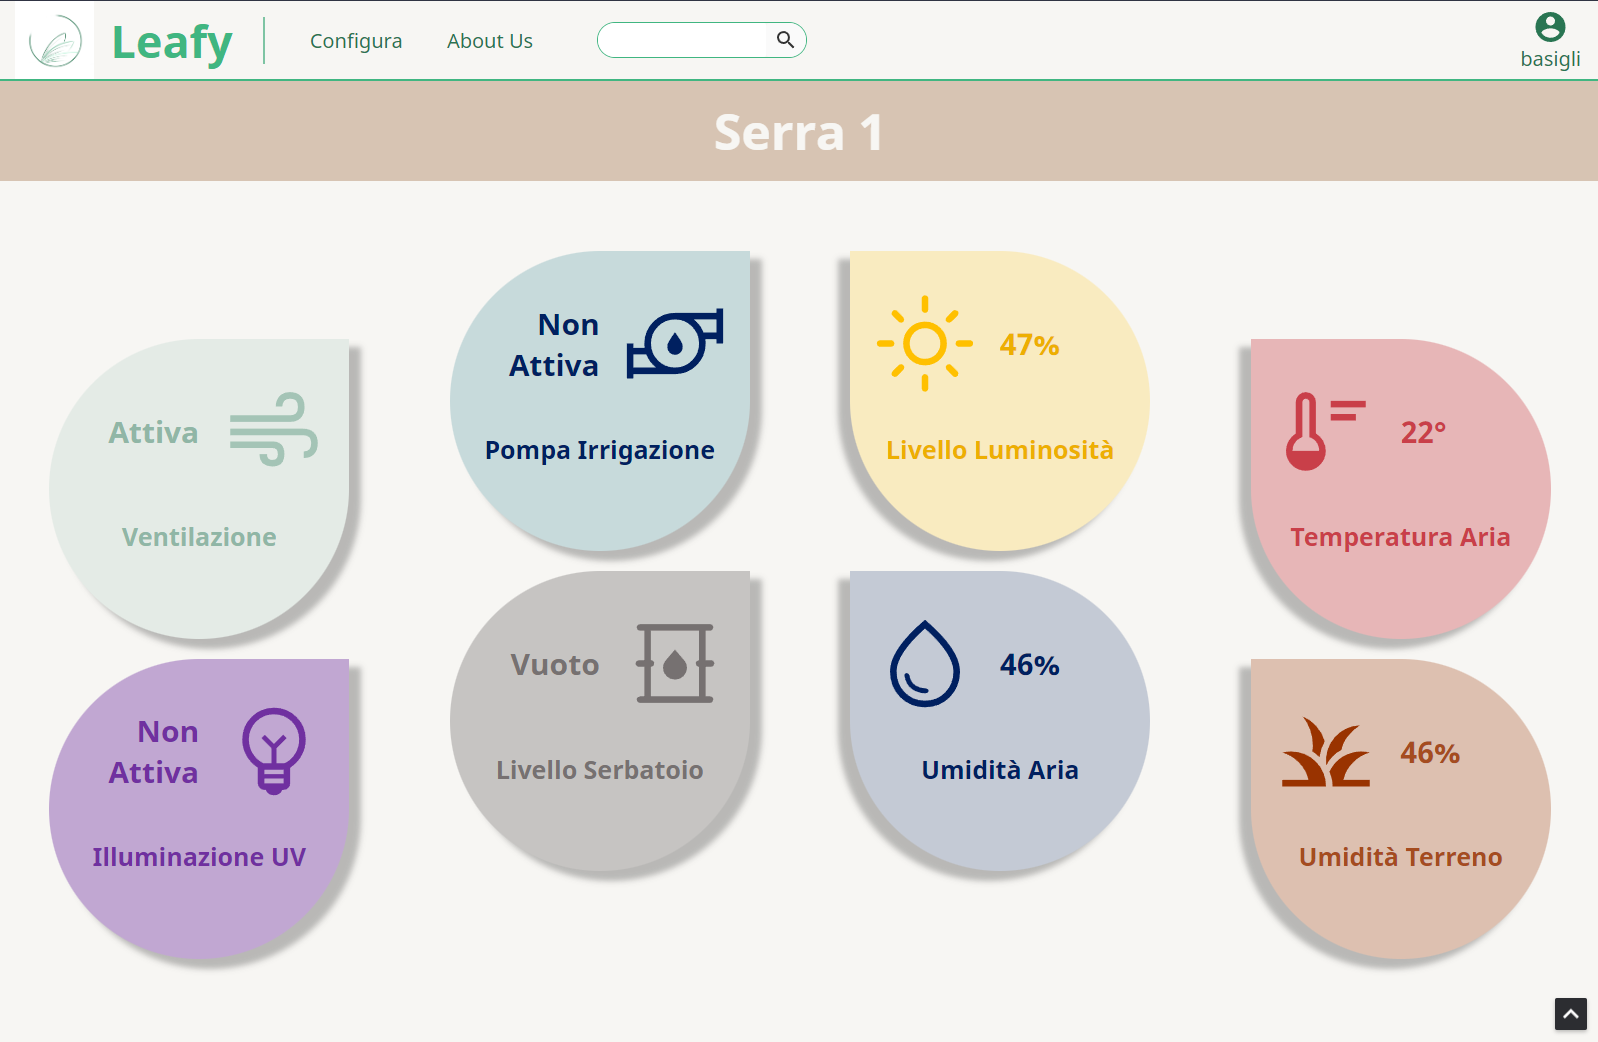 Leafy
Configura
About Us
basigli
Serra 1
Attiva
Ventilazione
Non
Attiva
Pompa Irrigazione
47%
Livello Luminosità
22°
Temperatura Aria
Non
Attiva
Illuminazione UV
Vuoto
Livello Serbatoio
46%
Umidità Aria
46%
Umidità Terreno